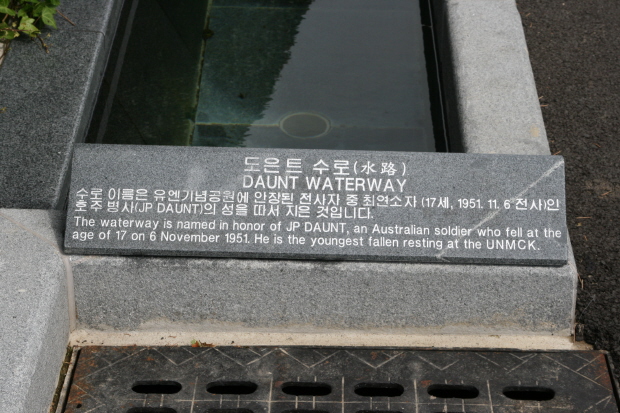 도은트 수로(水路)
DAUNT WATERWAY
수로 이름은 유엔기념공원에 안장된 전사자 중 최연소자 (17세, 1951. 11. 6 전사)인
호주 병사(JP DAUNT)의 성을 따서 지은 것입니다.
The waterway is named in honor of JP DAUNT, an Australian soldier who fell at the
age of 17 on 6 November 1951. He is the youngest fallen resting at the UNMCK.